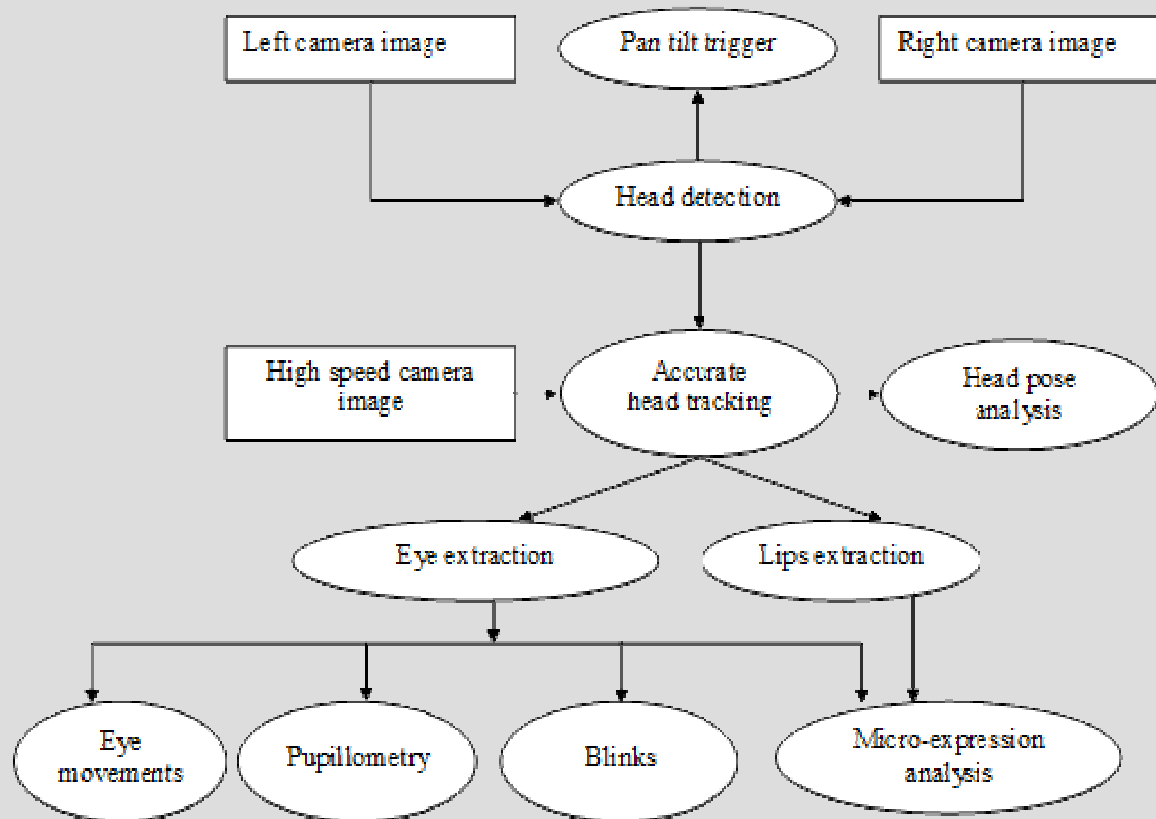 Left camera image
Pan tilt trigger
Right camera image
Head detection
High speed camera
image
Accurate
head tracking
Head pose
analysis
Eye extraction
Lips extraction
Eye
movements
Pupillometry
Blinks
Micro-expression
analysis